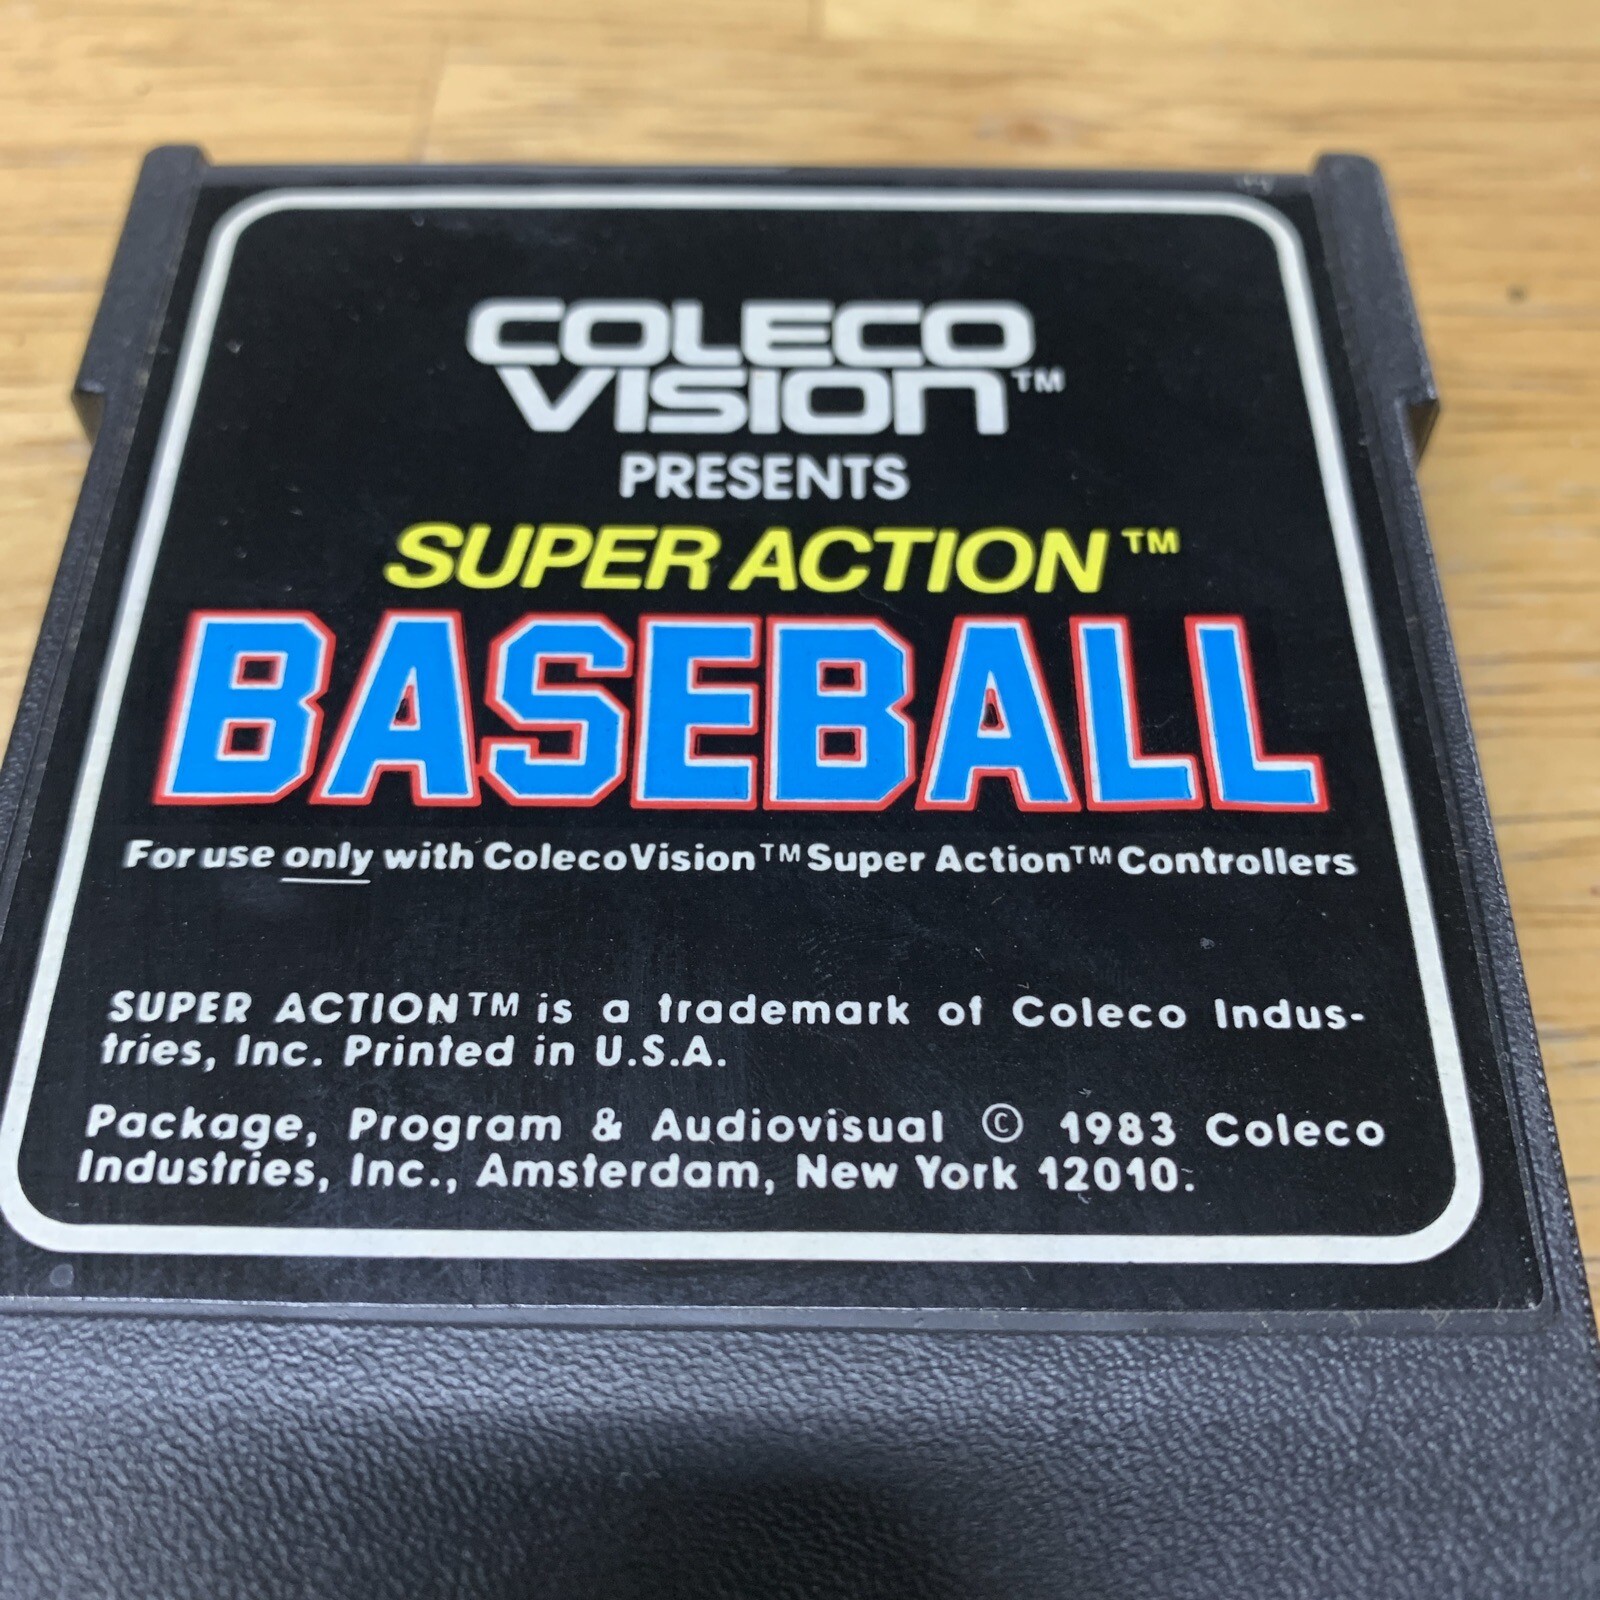 COLECO
VISION™
PRESENTS
SUPER ACTION™
BASEBALL
For use only with ColecoVision™ Super Action™ Controllers
SUPER ACTION™ is a trademark of Coleco Indus-
tries, Inc. Printed in U.S.A.
Package, Program & Audiovisual © 1983 Coleco
Industries, Inc., Amsterdam, New York 12010.